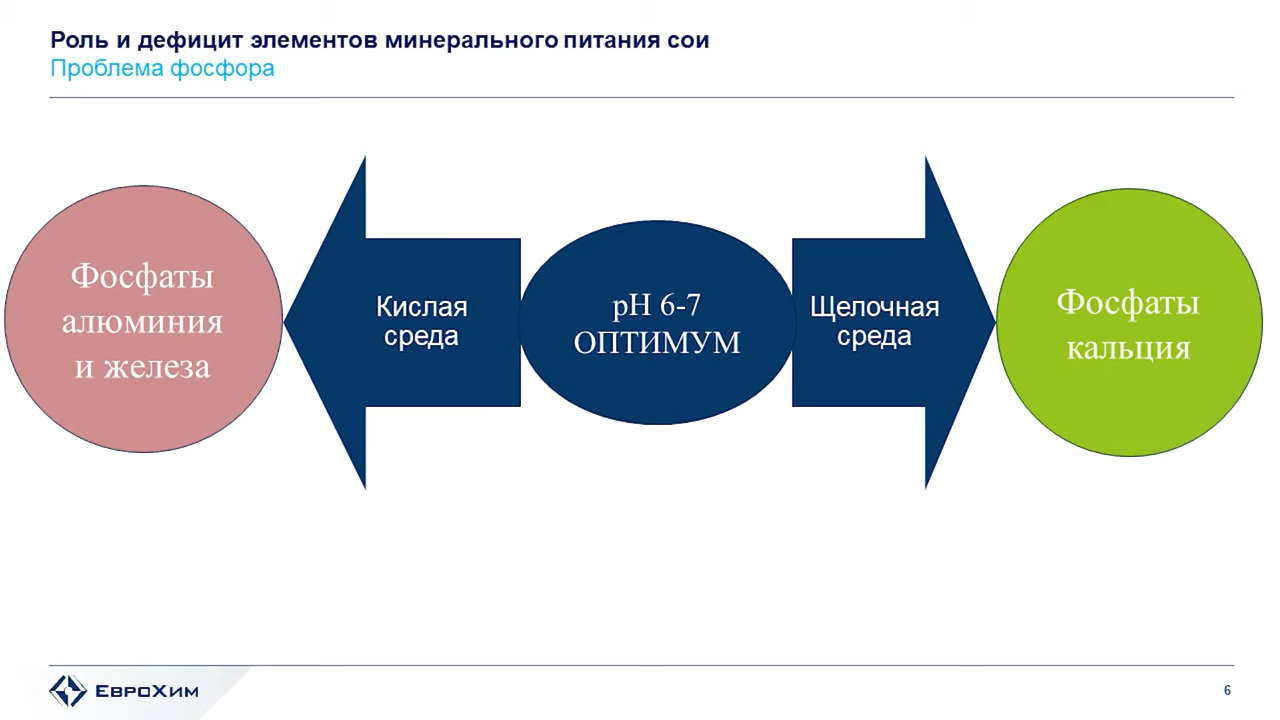 Роль и дефицит элементов минерального питания сои
Проблема фосфора
Фосфаты
алюминия
и железа
Кислая
среда
pH 6-7
ОПТИМУМ
Щелочная
среда
Фосфаты
кальция
ЕвроХим
6